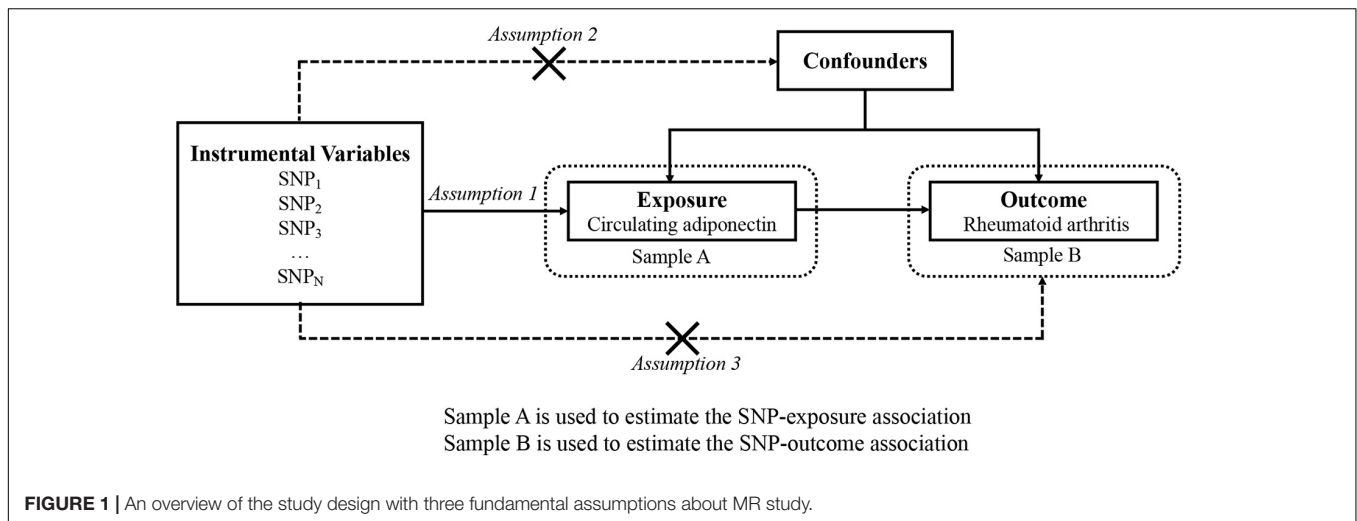 Assumption 2
Confounders
Instrumental Variables
SNP₁
SNP₂
SNP₃
...
SNP_N
Assumption 1
Exposure
Circulating adiponectin
Sample A
Outcome
Rheumatoid arthritis
Sample B
Assumption 3
Sample A is used to estimate the SNP-exposure association
Sample B is used to estimate the SNP-outcome association
FIGURE 1 | An overview of the study design with three fundamental assumptions about MR study.